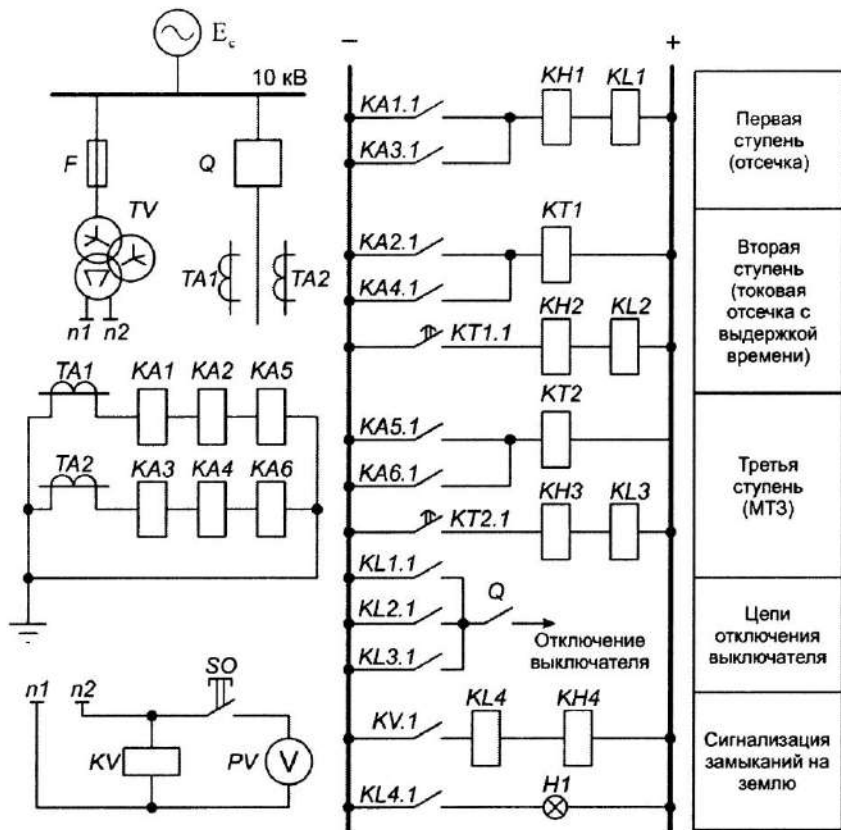 E_c
10 кВ
F
Q
TV
TA1
TA2
n1
n2
TA1
KA1
KA2
KA5
TA2
KA3
KA4
KA6
n1
n2
SO
KV
PV
V
−
+
KA1.1
KH1
KL1
KA3.1
Первая
ступень
(отсечка)
KA2.1
KT1
KA4.1
KT1.1
KH2
KL2
Вторая
ступень
(токовая
отсечка с
выдержкой
времени)
KA5.1
KT2
KA6.1
KT2.1
KH3
KL3
Третья
ступень
(МТЗ)
KL1.1
KL2.1
Q
KL3.1
Отключение
выключателя
Цепи
отключения
выключателя
KV.1
KL4
KH4
KL4.1
H1
Сигнализация
замыканий на
землю